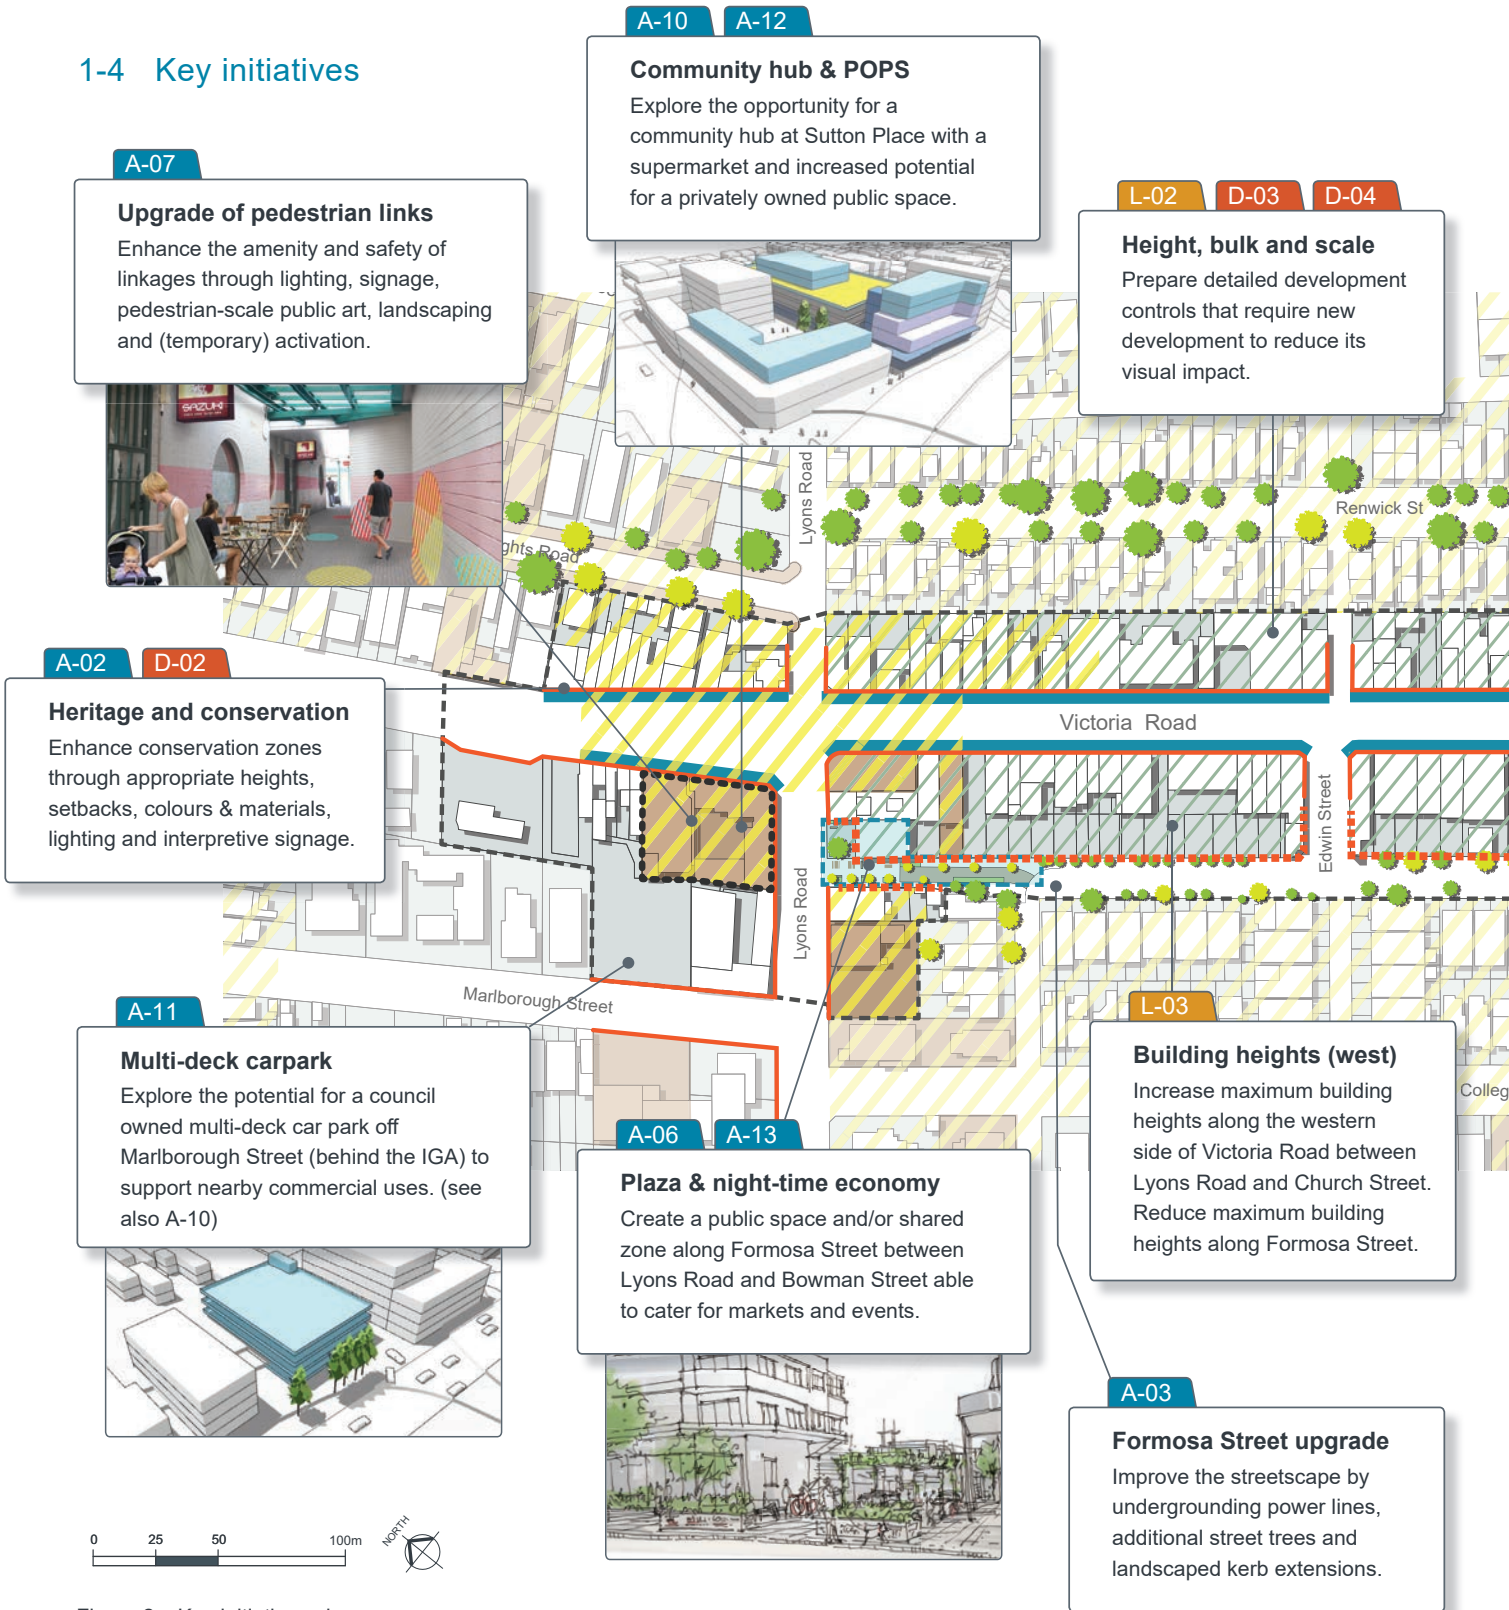 1-4 Key initiatives
A-10 A-12
Community hub & POPS
Explore the opportunity for a
community hub at Sutton Place with a
supermarket and increased potential
for a privately owned public space.
A-07
Upgrade of pedestrian links
Enhance the amenity and safety of
linkages through lighting, signage,
pedestrian-scale public art, landscaping
and (temporary) activation.
L-02 D-03 D-04
Height, bulk and scale
Prepare detailed development
controls that require new
development to reduce its
visual impact.
SAZUKI
Lyons Road
Renwick St
ghts Road
A-02 D-02
Heritage and conservation
Enhance conservation zones
through appropriate heights,
setbacks, colours & materials,
lighting and interpretive signage.
Victoria Road
Edwin Street
Lyons Road
Marlborough Street
A-11
Multi-deck carpark
Explore the potential for a council
owned multi-deck car park off
Marlborough Street (behind the IGA) to
support nearby commercial uses. (see
also A-10)
L-03
Building heights (west)
Increase maximum building
heights along the western
side of Victoria Road between
Lyons Road and Church Street.
Reduce maximum building
heights along Formosa Street.
Colleg
A-06 A-13
Plaza & night-time economy
Create a public space and/or shared
zone along Formosa Street between
Lyons Road and Bowman Street able
to cater for markets and events.
A-03
Formosa Street upgrade
Improve the streetscape by
undergrounding power lines,
additional street trees and
landscaped kerb extensions.
0 25 50 100m
NORTH